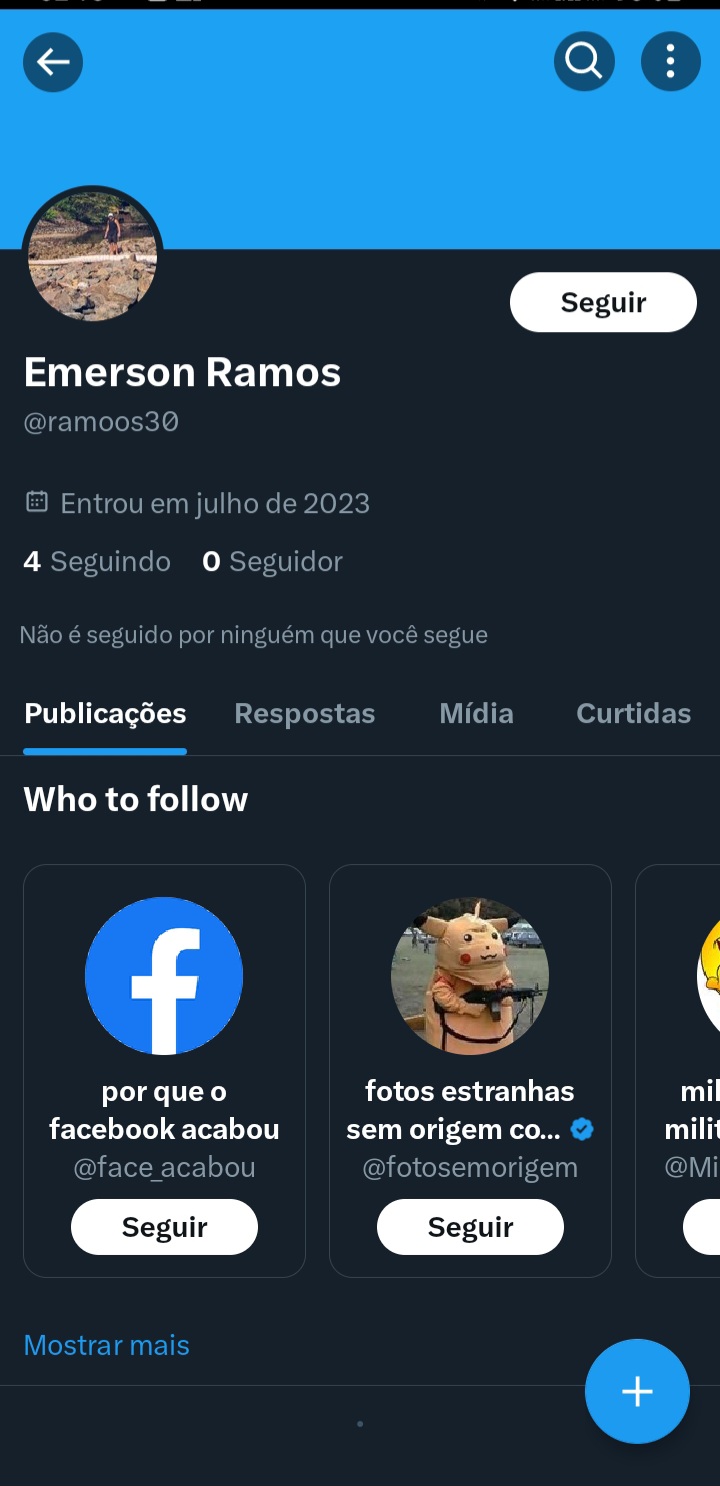 Seguir
Emerson Ramos
@ramoos30
Entrou em julho de 2023
4 Seguindo 0 Seguidor
Não é seguido por ninguém que você segue
Publicações Respostas Mídia Curtidas
Who to follow
por que o
facebook acabou
@face_acabou
Seguir
fotos estranhas
sem origem co...
@fotosemorigem
Seguir
mil
milit
@Mi
Mostrar mais